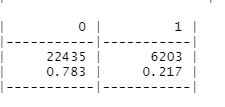 | 0 | 1 |
|-----------|-----------|
| 22435 | 6203 |
| 0.783 | 0.217 |
|-----------|-----------|